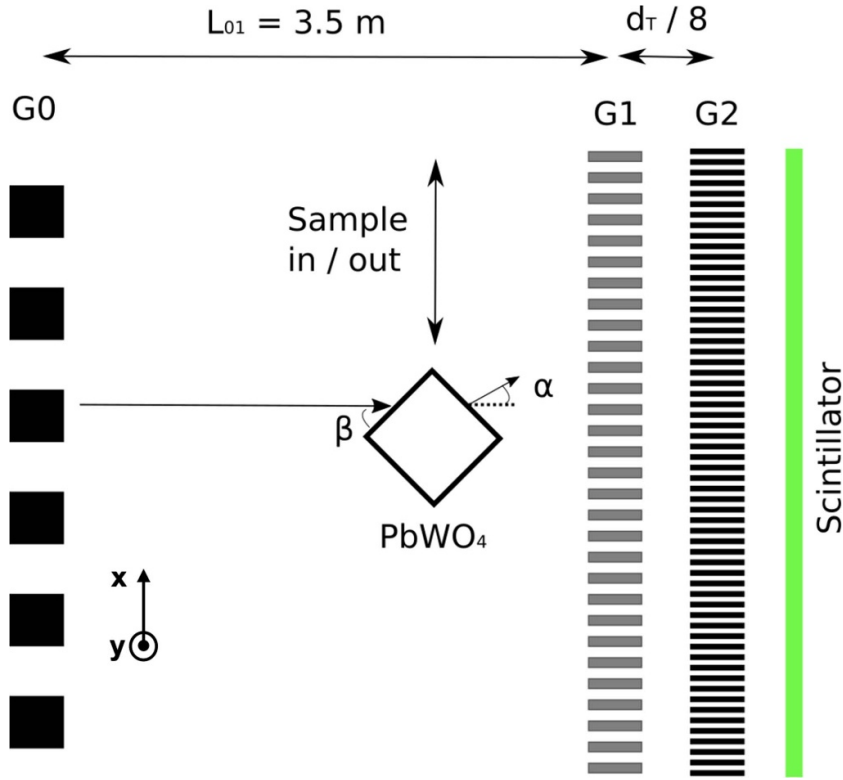 L₀₁ = 3.5 m
dₜ / 8
G0
G1
G2
Sample
in / out
α
β
PbWO₄
x
y
Scintillator